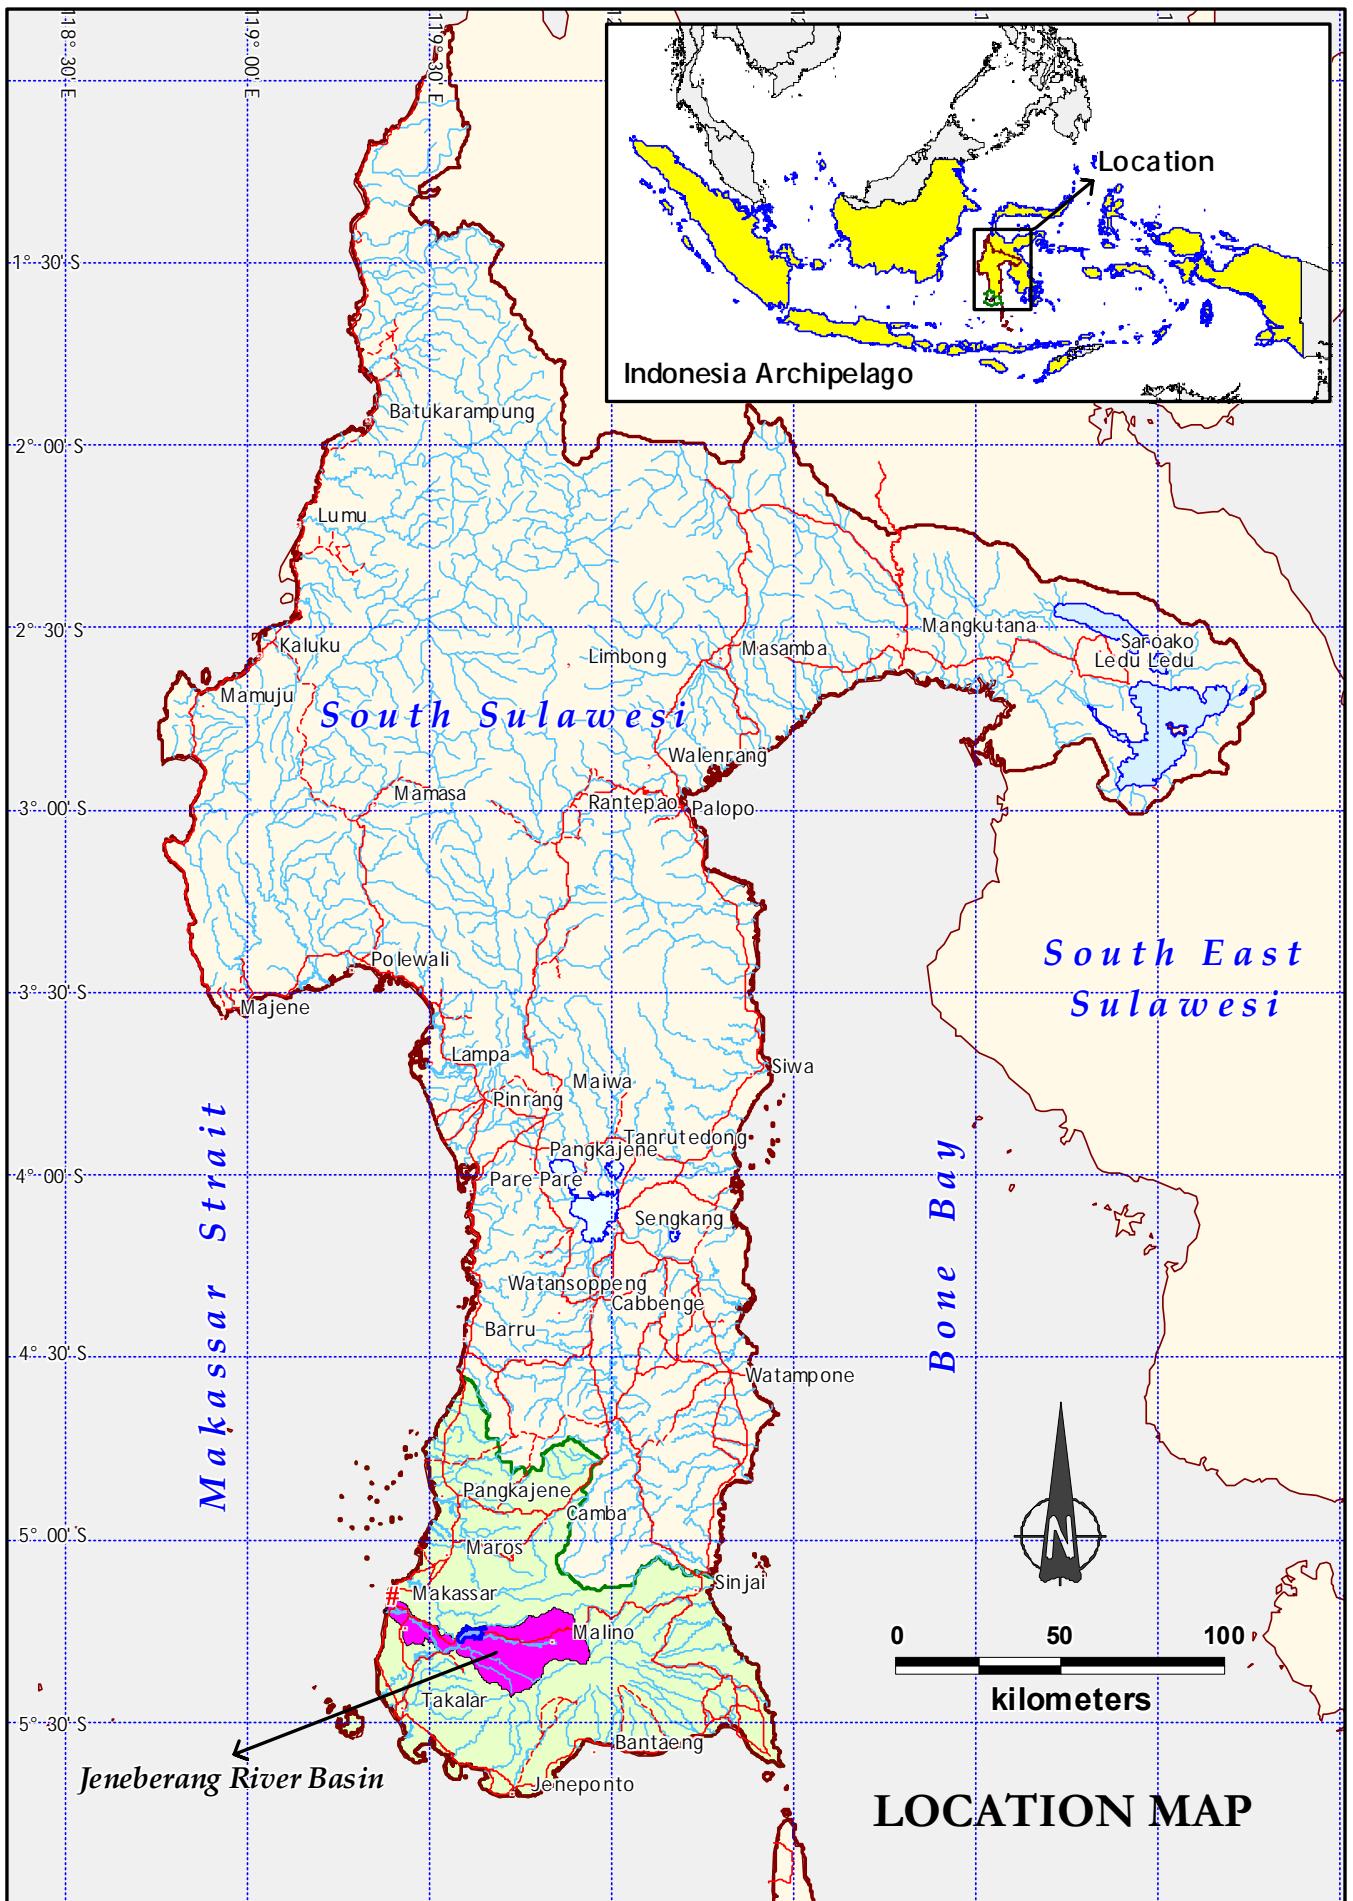 118° 30'
119° 00' E
119° 30' E
Location
Indonesia Archipelago
1° 30' S
2° 00' S
2° 30' S
3° 00' S
3° 30' S
4° 00' S
4° 30' S
5° 00' S
5° 30' S
Batukarampung
Lumu
Kaluku
Mamuju
Limbong
Masamba
Mangkutana
Saroako
Ledu Ledu
South Sulawesi
Walenrang
Mamasa
Rantepao
Palopo
Polewali
Majene
South East
Sulawesi
Lampa
Maiwa
Siwa
Pinrang
Tanrutedong
Pangkajene
Pare Pare
Sengkang
Watansoppeng
Cabbenge
Barru
Watampone
Makassar Strait
Bone Bay
Pangkajene
Camba
Maros
Sinjai
#
Makassar
Malino
Takalar
Bantaeng
Jeneponto
Jeneberang River Basin
N
0 50 100
kilometers
LOCATION MAP